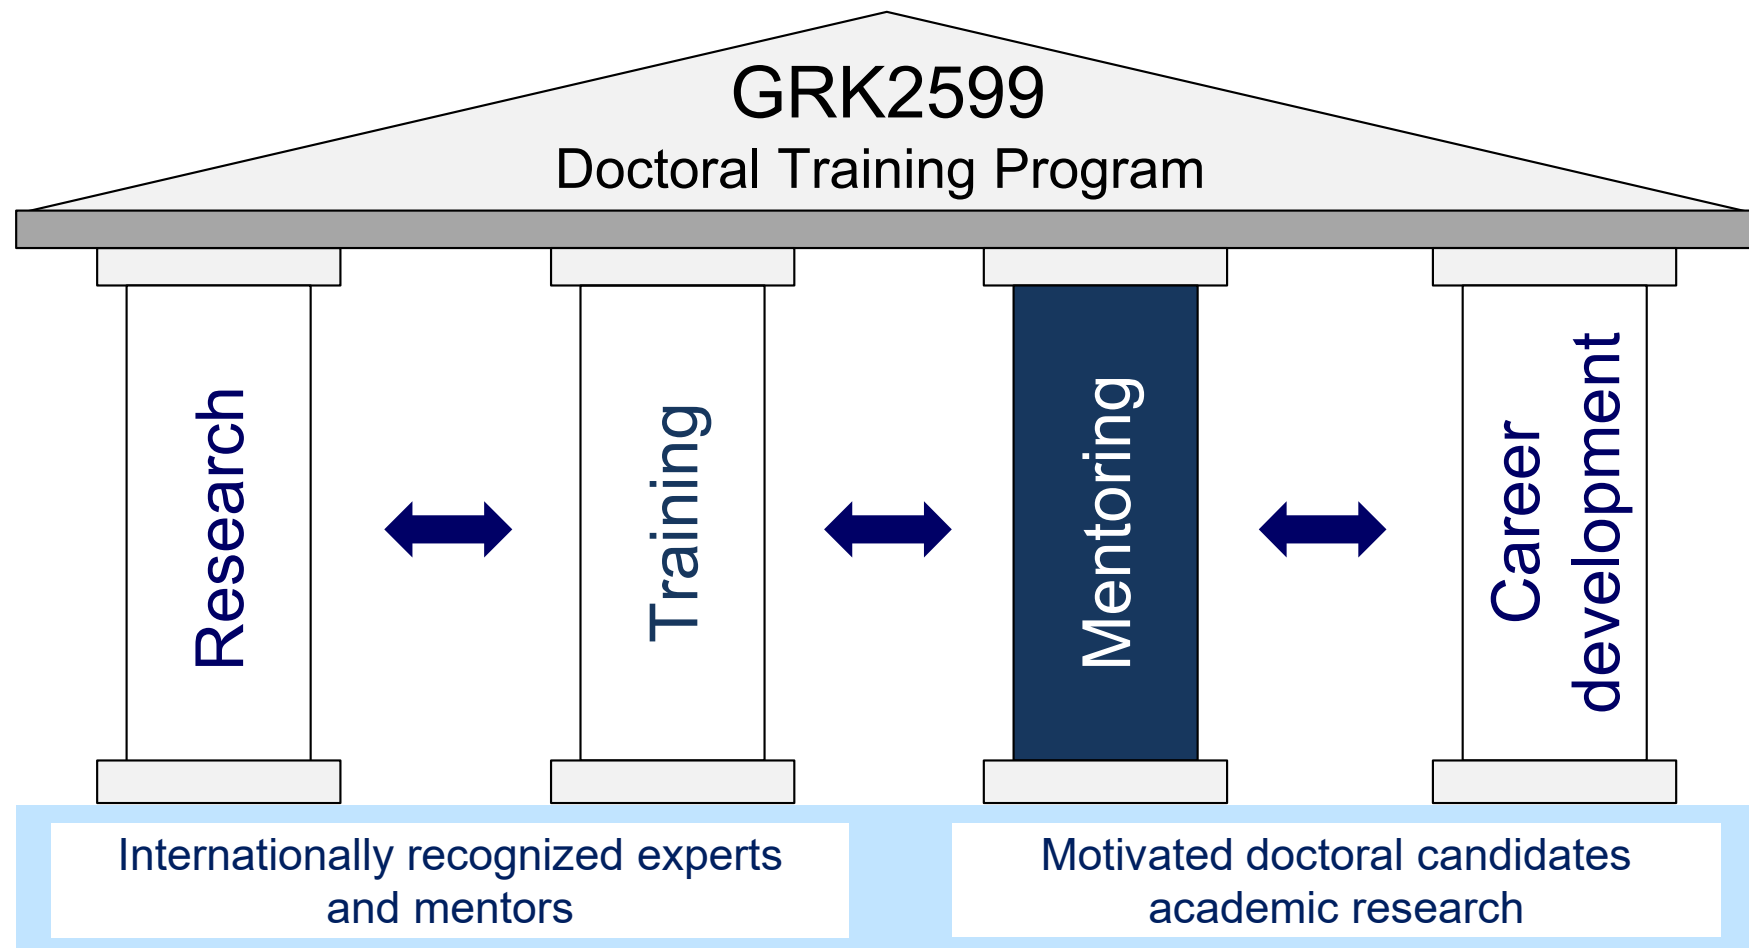 GRK2599
Doctoral Training Program
Research
Training
Mentoring
Career
development
Internationally recognized experts
and mentors
Motivated doctoral candidates
academic research